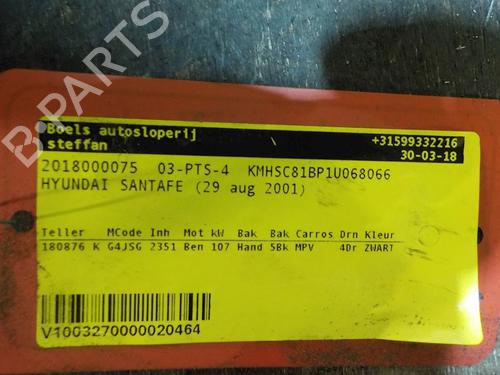 Boels autosloperij
steffan
+31599332216
30-03-18
2018000075 03-PTS-4 KMHSC81BP1U068066
HYUNDAI SANTAFE (29 aug 2001)
Teller MCode Inh Mot kW Bak Bak Carros Drn Kleur
180876 K G4JSG 2351 Ben 107 Hand 5Bk MPV 4Dr ZWART
V1003270000020464
B-PARTS